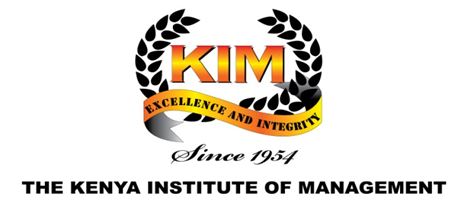 KIM
EXCELLENCE AND INTEGRITY
Since 1954
THE KENYA INSTITUTE OF MANAGEMENT